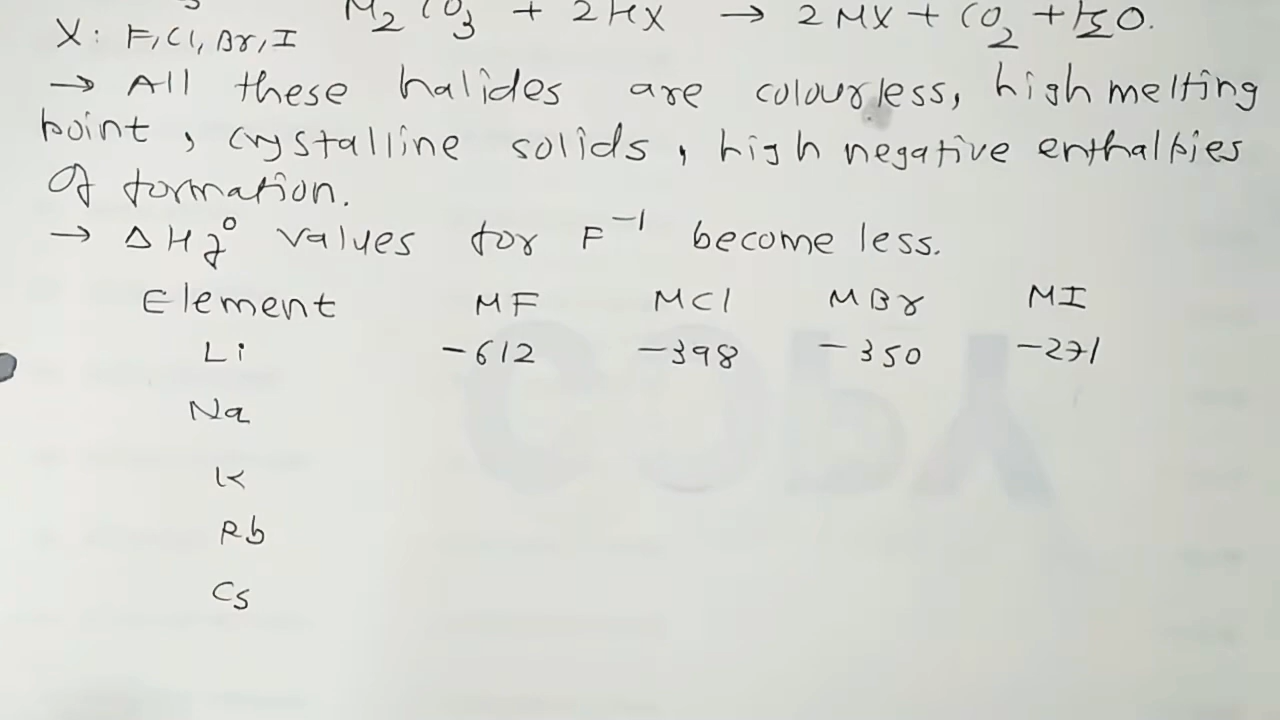 M₂CO₃ + 2HX → 2MX + CO₂ + H₂O.
X: F, Cl, Br, I
→ All these halides are colourless, high melting
point, crystalline solids, high negative enthalpies
of formation.
→ ΔHf⁰ values for F⁻¹ become less.
Element MF MCl MBr MI
Li -612 -398 -350 -271
Na
K
Rb
Cs